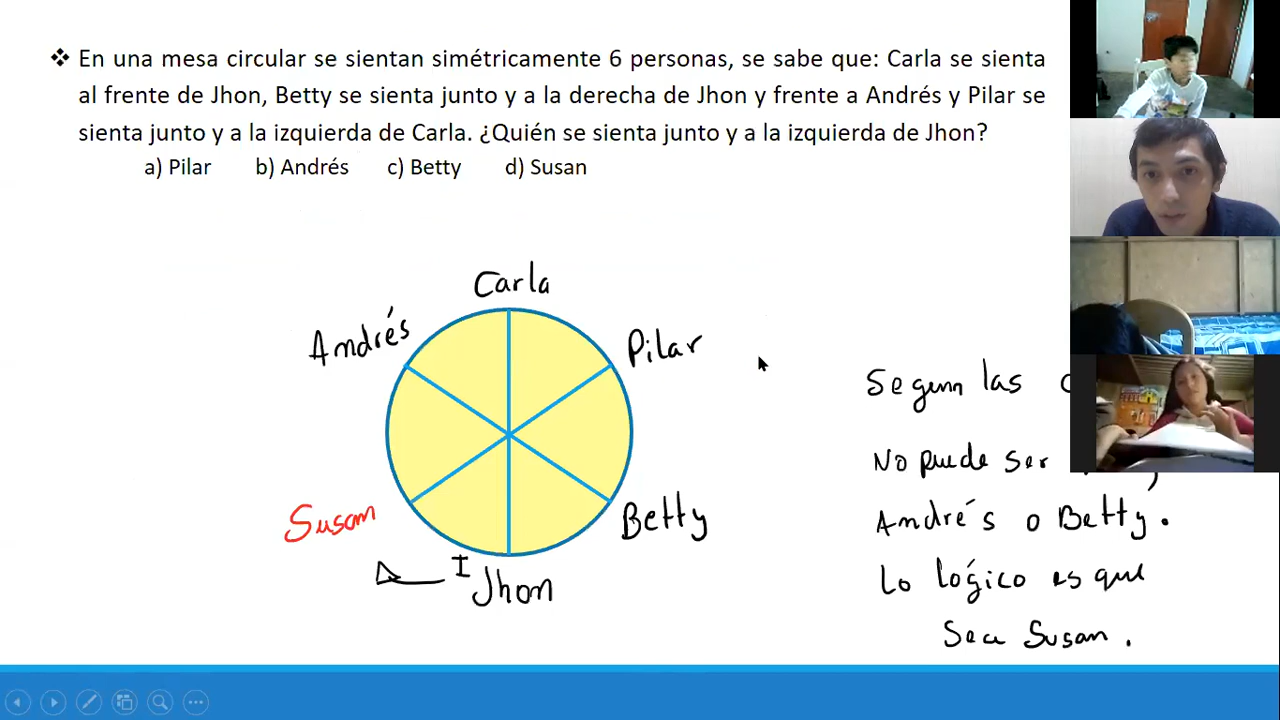 ❖ En una mesa circular se sientan simétricamente 6 personas, se sabe que: Carla se sienta
al frente de Jhon, Betty se sienta junto y a la derecha de Jhon y frente a Andrés y Pilar se
sienta junto y a la izquierda de Carla. ¿Quién se sienta junto y a la izquierda de Jhon?
a) Pilar b) Andrés c) Betty d) Susan
Carla
Andrés
Pilar
Según las
No puede ser
Susan
Betty
Andrés o Betty.
I
Jhon
Lo lógico es que
Sea Susan.